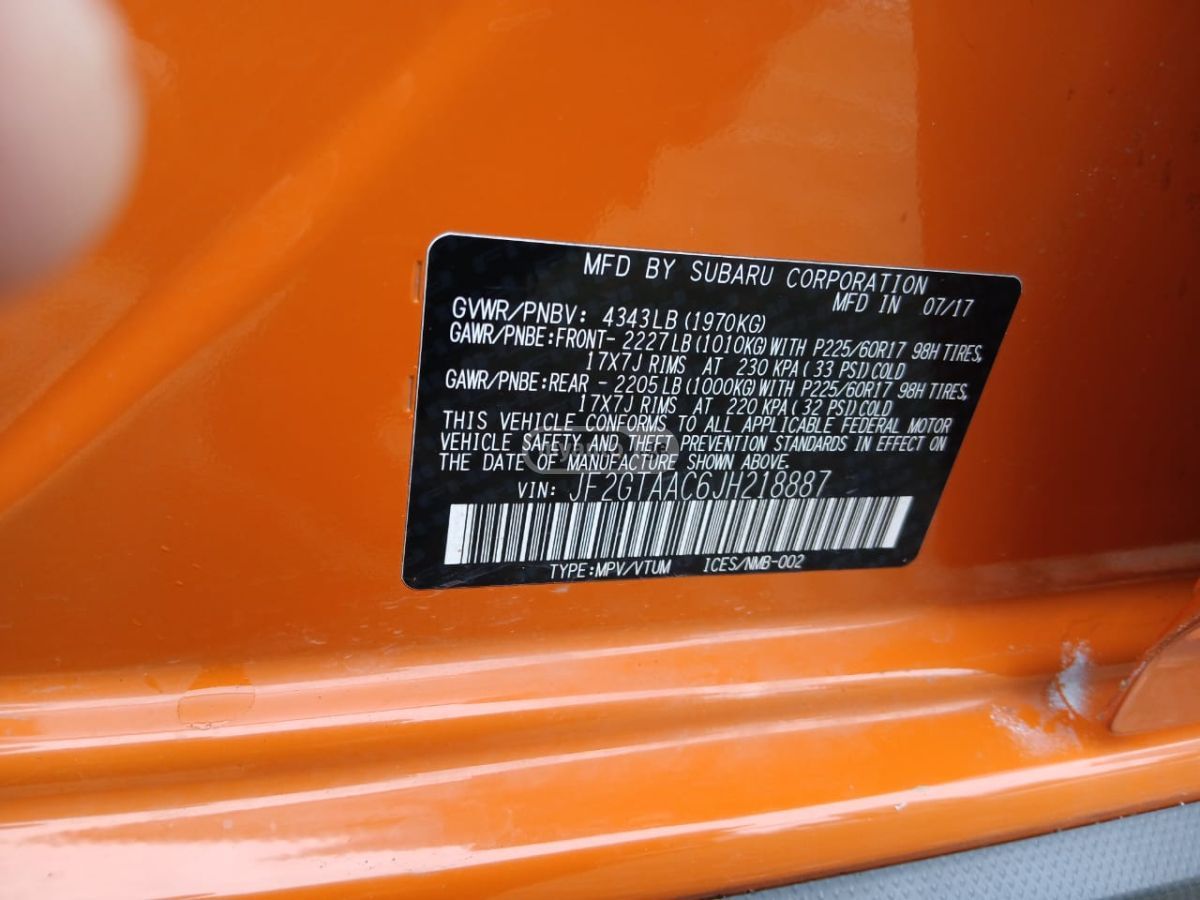 MFD BY SUBARU CORPORATION
MFD IN 07/17
GVWR/PNBV: 4343LB(1970KG)
GAWR/PNBE:FRONT- 2227LB(1010KG)WITH P225/60R17 98H TIRES,
17X7J RIMS AT 230 KPA(33 PSI)COLD
GAWR/PNBE:REAR - 2205LB(1000KG)WITH P225/60R17 98H TIRES,
17X7J RIMS AT 220 KPA(32 PSI)COLD
THIS VEHICLE CONFORMS TO ALL APPLICABLE FEDERAL MOTOR
VEHICLE SAFETY AND THEFT PREVENTION STANDARDS IN EFFECT ON
THE DATE OF MANUFACTURE SHOWN ABOVE.
VIN: JF2GTAAC6JH218887
TYPE:MPV/VTUM ICES/NMB-002